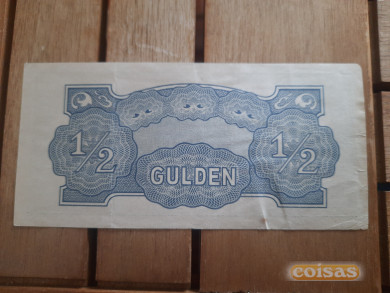 1/2 1/2
GULDEN
coisas